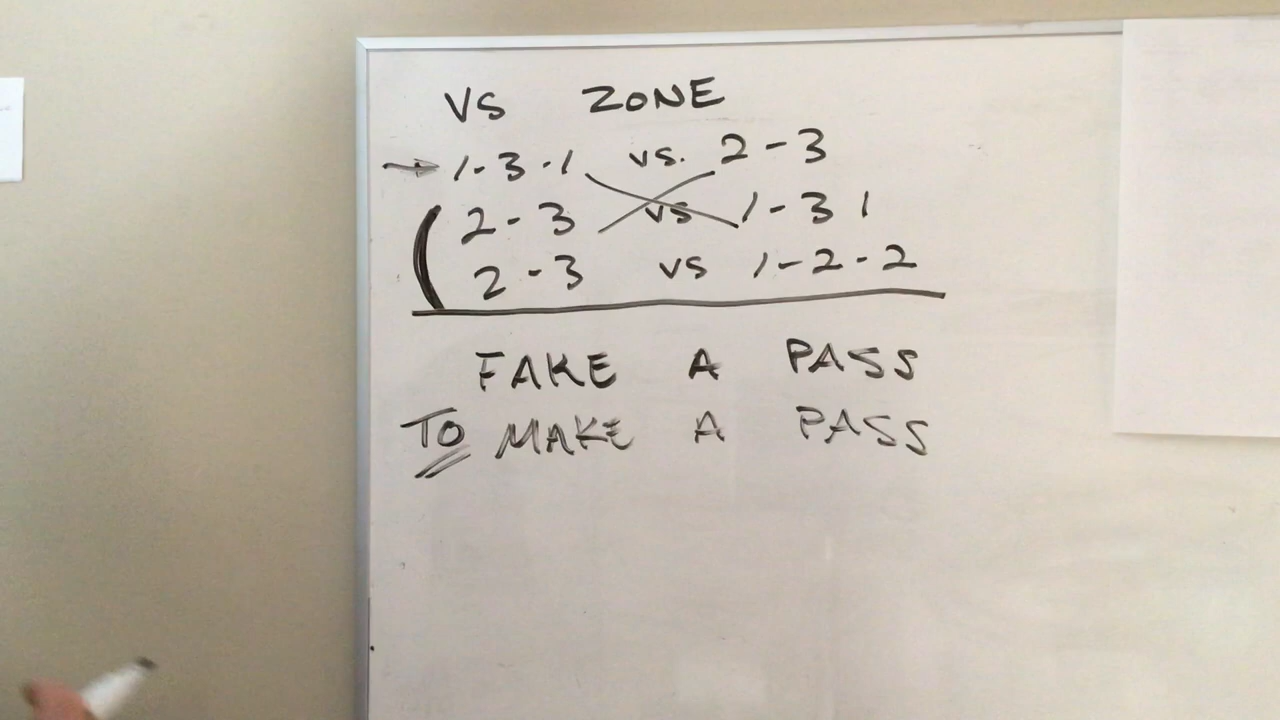 VS ZONE
1-3-1 vs. 2-3
2-3 vs 1-3 1
2-3 vs 1-2-2
FAKE A PASS
TO MAKE A PASS